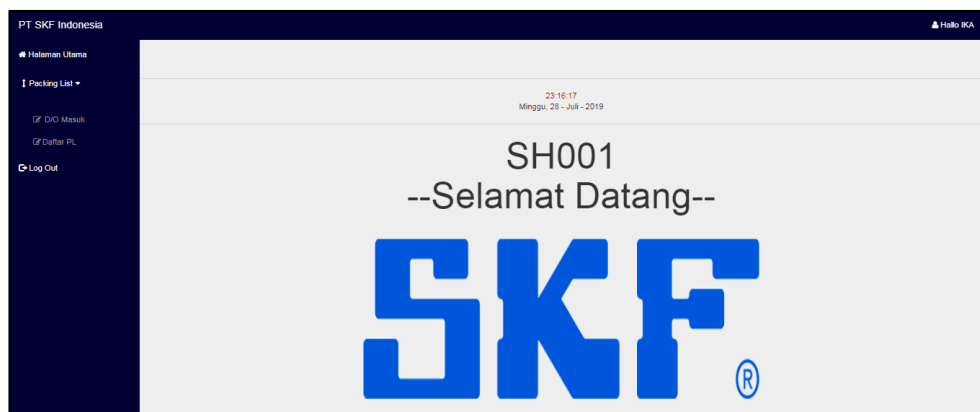 PT SKF Indonesia
Hallo IKA
Halaman Utama
Packing List
D/O Masuk
Daftar PL
Log Out
23:16:17
Minggu, 28 - Juli - 2019
SH001
--Selamat Datang--
SKF®